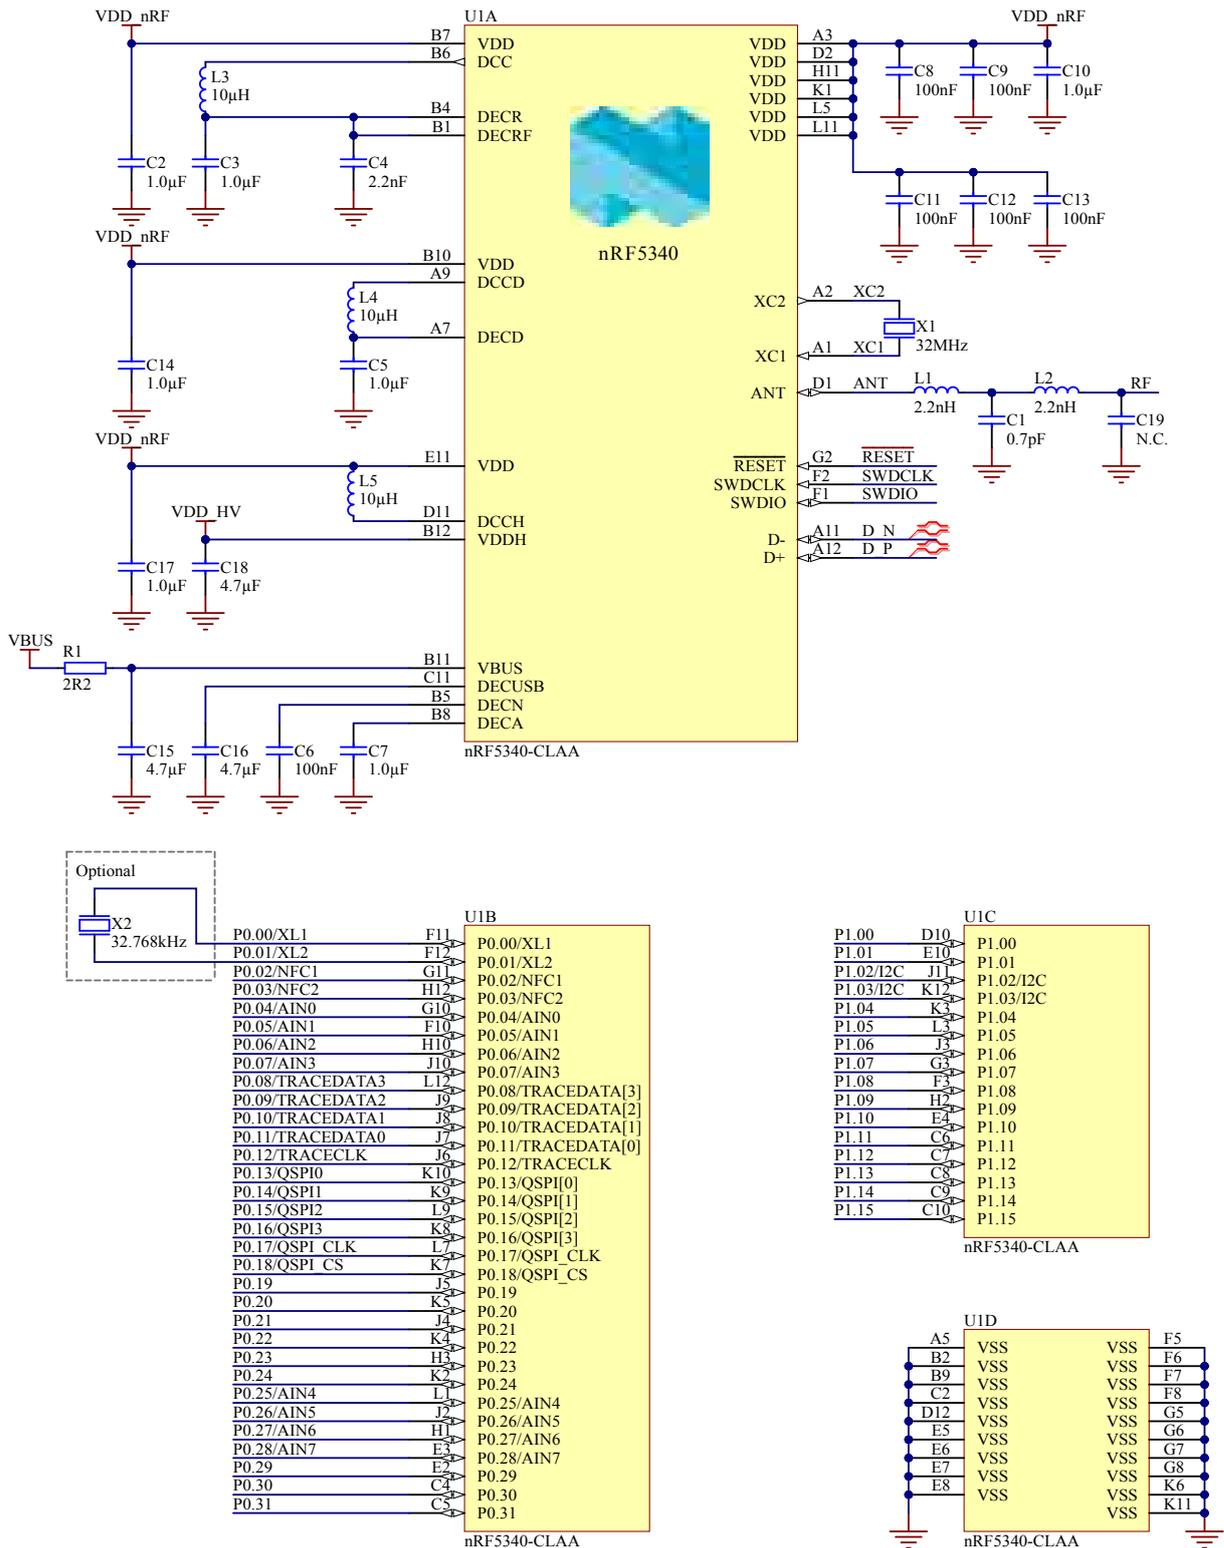 VDD_nRF
U1A
VDD_nRF
B7 VDD
B6 DCC
L3
10µH
B4 DECR
B1 DECRF
C2
1.0µF
C3
1.0µF
C4
2.2nF
VDD A3
VDD D2
VDD H11
VDD K1
VDD L5
VDD L11
C8
100nF
C9
100nF
C10
1.0µF
C11
100nF
C12
100nF
C13
100nF
nRF5340
VDD_nRF
B10 VDD
A9 DCCD
L4
10µH
A7 DECD
C14
1.0µF
C5
1.0µF
XC2 A2 XC2
X1
32MHz
XC1 A1 XC1
ANT D1 ANT
L1
2.2nH
L2
2.2nH
RF
C1
0.7pF
C19
N.C.
VDD_nRF
E11 VDD
L5
10µH
VDD_HV
D11 DCCH
B12 VDDH
C17
1.0µF
C18
4.7µF
RESET G2 RESET
SWDCLK F2 SWDCLK
SWDIO F1 SWDIO
D- A11 D_N
D+ A12 D_P
VBUS
R1
2R2
B11 VBUS
C11 DECUSB
B5 DECN
B8 DECA
C15
4.7µF
C16
4.7µF
C6
100nF
C7
1.0µF
nRF5340-CLAA
Optional
X2
32.768kHz
U1B
P0.00/XL1 F11 P0.00/XL1
P0.01/XL2 F12 P0.01/XL2
P0.02/NFC1 G11 P0.02/NFC1
P0.03/NFC2 H12 P0.03/NFC2
P0.04/AIN0 G10 P0.04/AIN0
P0.05/AIN1 F10 P0.05/AIN1
P0.06/AIN2 H10 P0.06/AIN2
P0.07/AIN3 J10 P0.07/AIN3
P0.08/TRACEDATA3 L12 P0.08/TRACEDATA[3]
P0.09/TRACEDATA2 J9 P0.09/TRACEDATA[2]
P0.10/TRACEDATA1 J8 P0.10/TRACEDATA[1]
P0.11/TRACEDATA0 J7 P0.11/TRACEDATA[0]
P0.12/TRACECLK J6 P0.12/TRACECLK
P0.13/QSPI0 K10 P0.13/QSPI[0]
P0.14/QSPI1 K9 P0.14/QSPI[1]
P0.15/QSPI2 L9 P0.15/QSPI[2]
P0.16/QSPI3 K8 P0.16/QSPI[3]
P0.17/QSPI_CLK L7 P0.17/QSPI_CLK
P0.18/QSPI_CS K7 P0.18/QSPI_CS
P0.19 J5 P0.19
P0.20 K5 P0.20
P0.21 J4 P0.21
P0.22 K4 P0.22
P0.23 H3 P0.23
P0.24 K2 P0.24
P0.25/AIN4 L1 P0.25/AIN4
P0.26/AIN5 J2 P0.26/AIN5
P0.27/AIN6 H1 P0.27/AIN6
P0.28/AIN7 E3 P0.28/AIN7
P0.29 E2 P0.29
P0.30 C4 P0.30
P0.31 C5 P0.31
nRF5340-CLAA
U1C
P1.00 D10 P1.00
P1.01 E10 P1.01
P1.02/I2C J11 P1.02/I2C
P1.03/I2C K12 P1.03/I2C
P1.04 K3 P1.04
P1.05 L3 P1.05
P1.06 J3 P1.06
P1.07 G3 P1.07
P1.08 F3 P1.08
P1.09 H2 P1.09
P1.10 E4 P1.10
P1.11 C6 P1.11
P1.12 C7 P1.12
P1.13 C8 P1.13
P1.14 C9 P1.14
P1.15 C10 P1.15
nRF5340-CLAA
U1D
A5 VSS VSS F5
B2 VSS VSS F6
B9 VSS VSS F7
C2 VSS VSS F8
D12 VSS VSS G5
E5 VSS VSS G6
E6 VSS VSS G7
E7 VSS VSS G8
E8 VSS VSS K6
VSS K11
nRF5340-CLAA